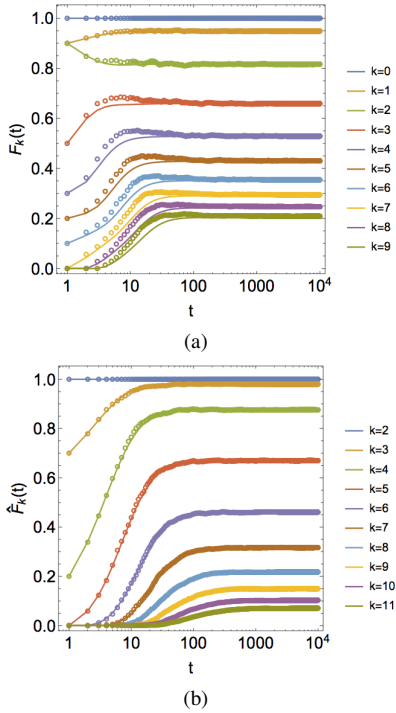 1.0
0.8
0.6
0.4
0.2
0.0
F_k(t)
1 10 100 1000 10^4
t
k=0
k=1
k=2
k=3
k=4
k=5
k=6
k=7
k=8
k=9
(a)
1.0
0.8
0.6
0.4
0.2
0.0
F̂_k(t)
1 10 100 1000 10^4
t
k=2
k=3
k=4
k=5
k=6
k=7
k=8
k=9
k=10
k=11
(b)